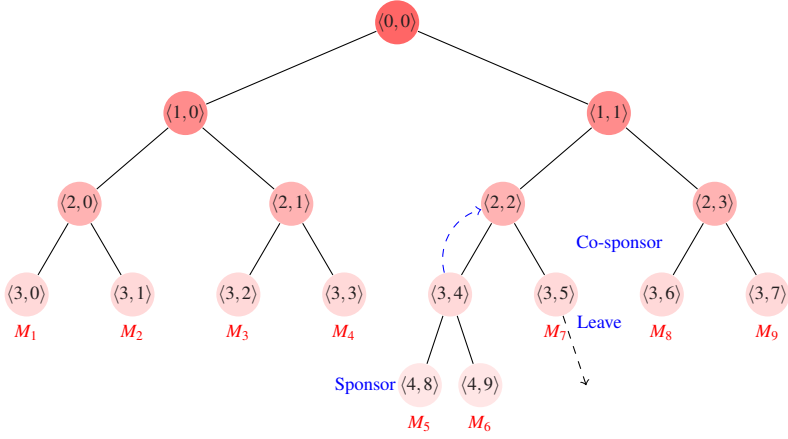 ⟨0,0⟩
⟨1,0⟩ ⟨1,1⟩
⟨2,0⟩ ⟨2,1⟩ ⟨2,2⟩ ⟨2,3⟩
Co-sponsor
⟨3,0⟩ ⟨3,1⟩ ⟨3,2⟩ ⟨3,3⟩ ⟨3,4⟩ ⟨3,5⟩ ⟨3,6⟩ ⟨3,7⟩
M₁ M₂ M₃ M₄ M₇ Leave M₈ M₉
Sponsor ⟨4,8⟩ ⟨4,9⟩
M₅ M₆